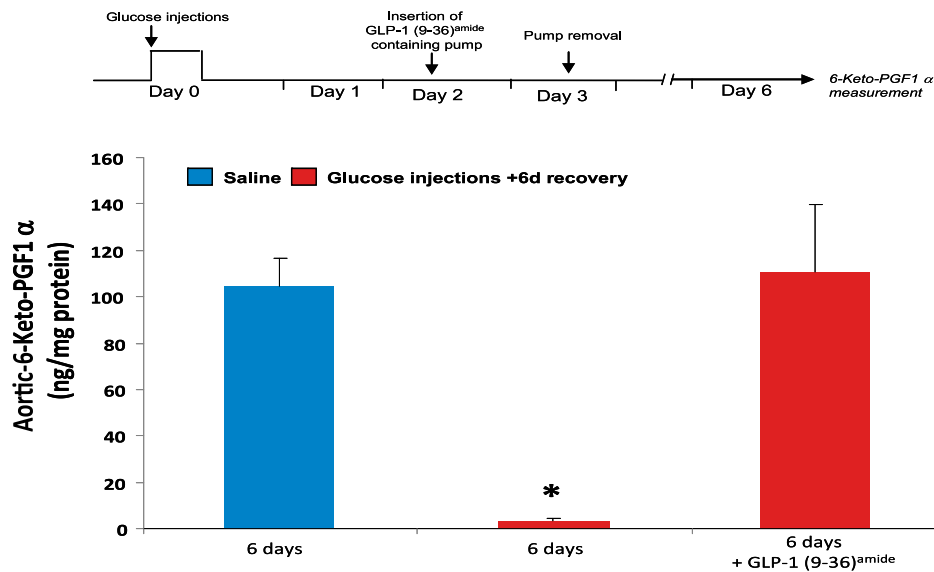 Glucose injections
Insertion of
GLP-1 (9-36)amide
containing pump
Pump removal
Day 0
Day 1
Day 2
Day 3
Day 6
6-Keto-PGF1 α
measurement
Saline
Glucose injections +6d recovery
Aortic-6-Keto-PGF1 α
(ng/mg protein)
160
140
120
100
80
60
40
20
0
*
6 days
6 days
6 days
+ GLP-1 (9-36)amide